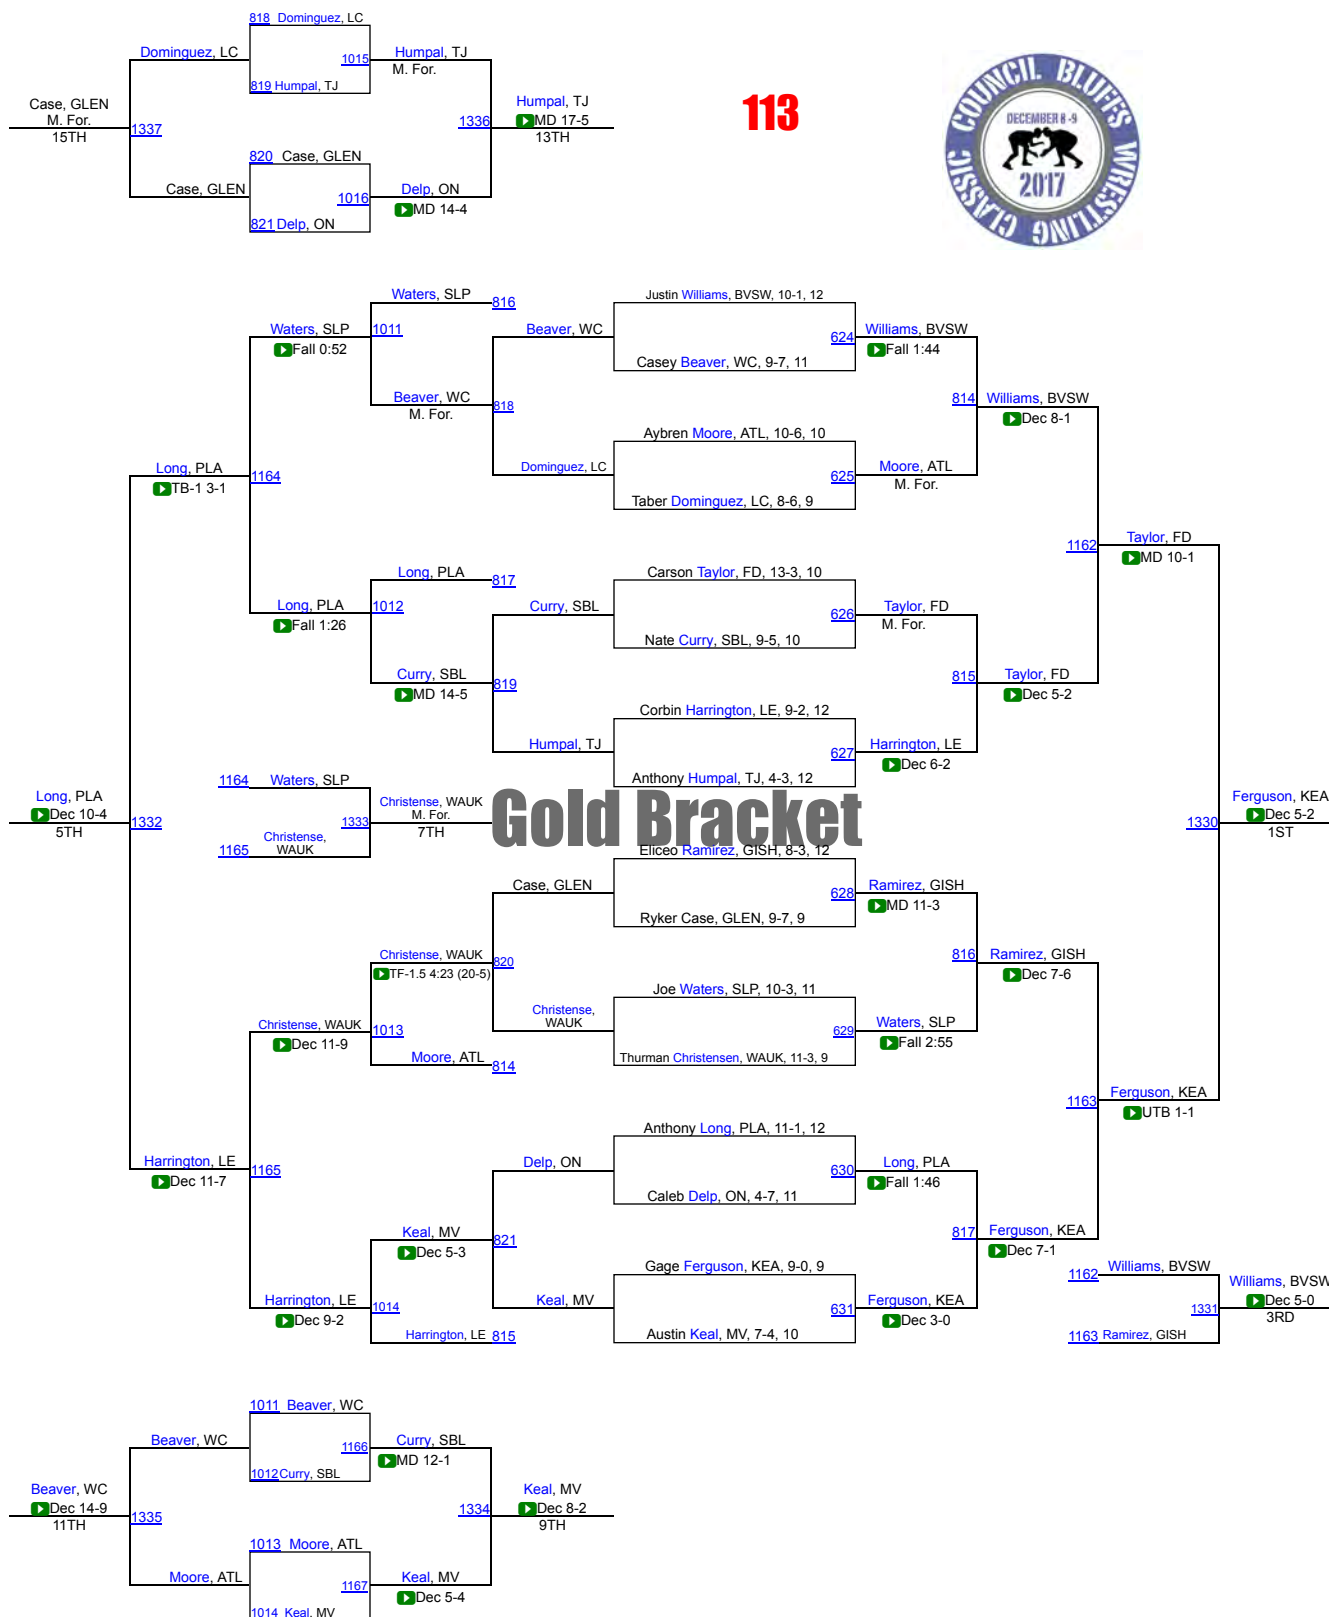 818 Dominguez, LC
Dominguez, LC
1015
Humpal, TJ
M. For.
819 Humpal, TJ
Case, GLEN
M. For.
15TH
1337
1336
Humpal, TJ
MD 17-5
13TH
820 Case, GLEN
Case, GLEN
1016
Delp, ON
MD 14-4
821 Delp, ON
113
COUNCIL BLUFFS WRESTLING CLASSIC
DECEMBER 8-9
2017
Waters, SLP
816
Justin Williams, BVSW, 10-1, 12
Waters, SLP
Fall 0:52
1011
Beaver, WC
624
Williams, BVSW
Fall 1:44
Casey Beaver, WC, 9-7, 11
Beaver, WC
M. For.
818
814
Williams, BVSW
Dec 8-1
Aybren Moore, ATL, 10-6, 10
Long, PLA
TB-1 3-1
1164
Dominguez, LC
625
Moore, ATL
M. For.
Taber Dominguez, LC, 8-6, 9
1162
Taylor, FD
MD 10-1
Long, PLA
817
Carson Taylor, FD, 13-3, 10
Long, PLA
Fall 1:26
1012
Curry, SBL
626
Taylor, FD
M. For.
Nate Curry, SBL, 9-5, 10
Curry, SBL
MD 14-5
819
815
Taylor, FD
Dec 5-2
Corbin Harrington, LE, 9-2, 12
Humpal, TJ
627
Harrington, LE
Dec 6-2
Anthony Humpal, TJ, 4-3, 12
1164
Waters, SLP
Long, PLA
Dec 10-4
5TH
1332
1333
Christense, WAUK
M. For.
7TH
Gold Bracket
1330
Ferguson, KEA
Dec 5-2
1ST
1165
Christense,
WAUK
Eliceo Ramirez, GISH, 8-3, 12
Case, GLEN
628
Ramirez, GISH
MD 11-3
Ryker Case, GLEN, 9-7, 9
Christense, WAUK
TF-1.5 4:23 (20-5)
820
816
Ramirez, GISH
Dec 7-6
Joe Waters, SLP, 10-3, 11
Christense, WAUK
Dec 11-9
1013
Christense,
WAUK
629
Waters, SLP
Fall 2:55
Moore, ATL
814
Thurman Christensen, WAUK, 11-3, 9
1163
Ferguson, KEA
UTB 1-1
Anthony Long, PLA, 11-1, 12
Harrington, LE
Dec 11-7
1165
Delp, ON
630
Long, PLA
Fall 1:46
Caleb Delp, ON, 4-7, 11
Keal, MV
Dec 5-3
821
817
Ferguson, KEA
Dec 7-1
Gage Ferguson, KEA, 9-0, 9
1162
Williams, BVSW
Harrington, LE
Dec 9-2
1014
Keal, MV
631
Ferguson, KEA
Dec 3-0
1331
Williams, BVSW
Dec 5-0
3RD
Harrington, LE
815
Austin Keal, MV, 7-4, 10
1163
Ramirez, GISH
1011 Beaver, WC
Beaver, WC
1166
Curry, SBL
MD 12-1
1012 Curry, SBL
Beaver, WC
Dec 14-9
11TH
1335
1334
Keal, MV
Dec 8-2
9TH
1013 Moore, ATL
Moore, ATL
1167
Keal, MV
Dec 5-4
1014 Keal, MV